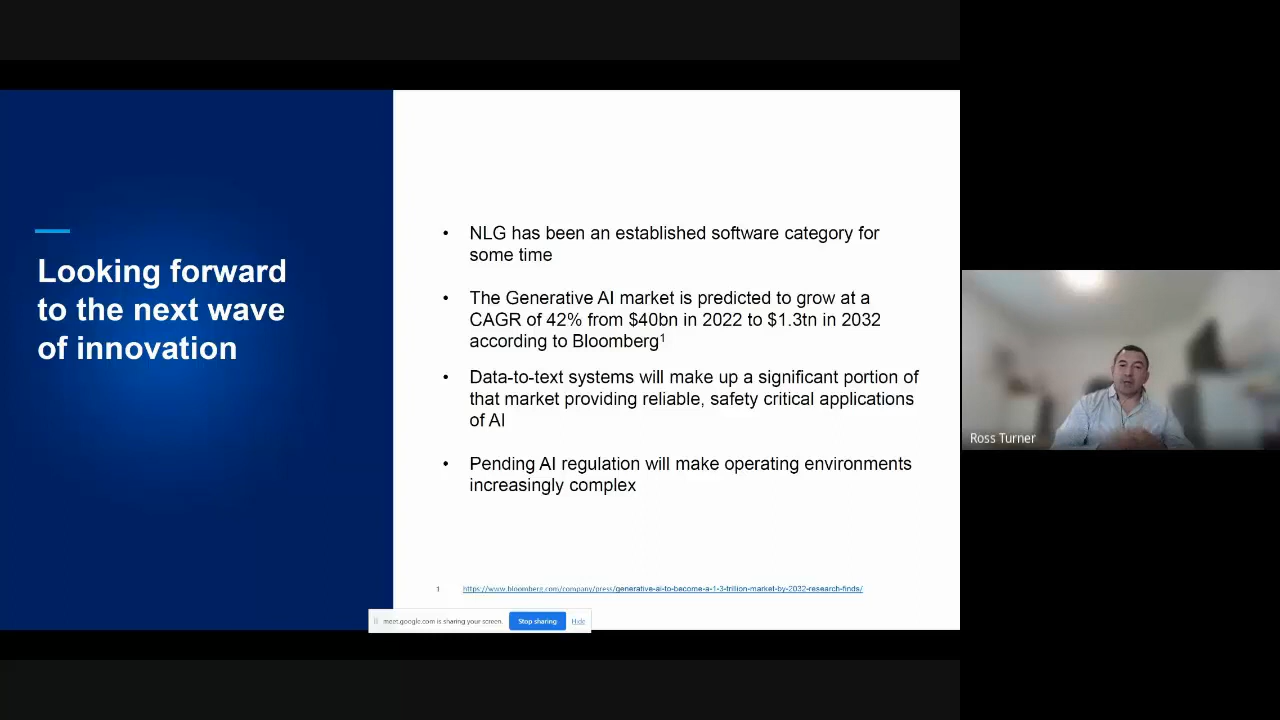 Looking forward
to the next wave
of innovation
• NLG has been an established software category for
some time
• The Generative AI market is predicted to grow at a
CAGR of 42% from $40bn in 2022 to $1.3tn in 2032
according to Bloomberg¹
• Data-to-text systems will make up a significant portion of
that market providing reliable, safety critical applications
of AI
• Pending AI regulation will make operating environments
increasingly complex
1 https://www.bloomberg.com/company/press/generative-ai-to-become-a-1-3-trillion-market-by-2032-research-finds/
meet.google.com is sharing your screen. Stop sharing Hide
Ross Turner